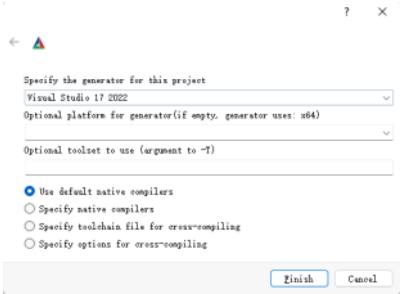 ?
Specify the generator for this project
Visual Studio 17 2022
Optional platform for generator(if empty, generator uses: x64)
Optional toolset to use (argument to -T)
Use default native compilers
Specify native compilers
Specify toolchain file for cross-compiling
Specify options for cross-compiling
Finish
Cancel